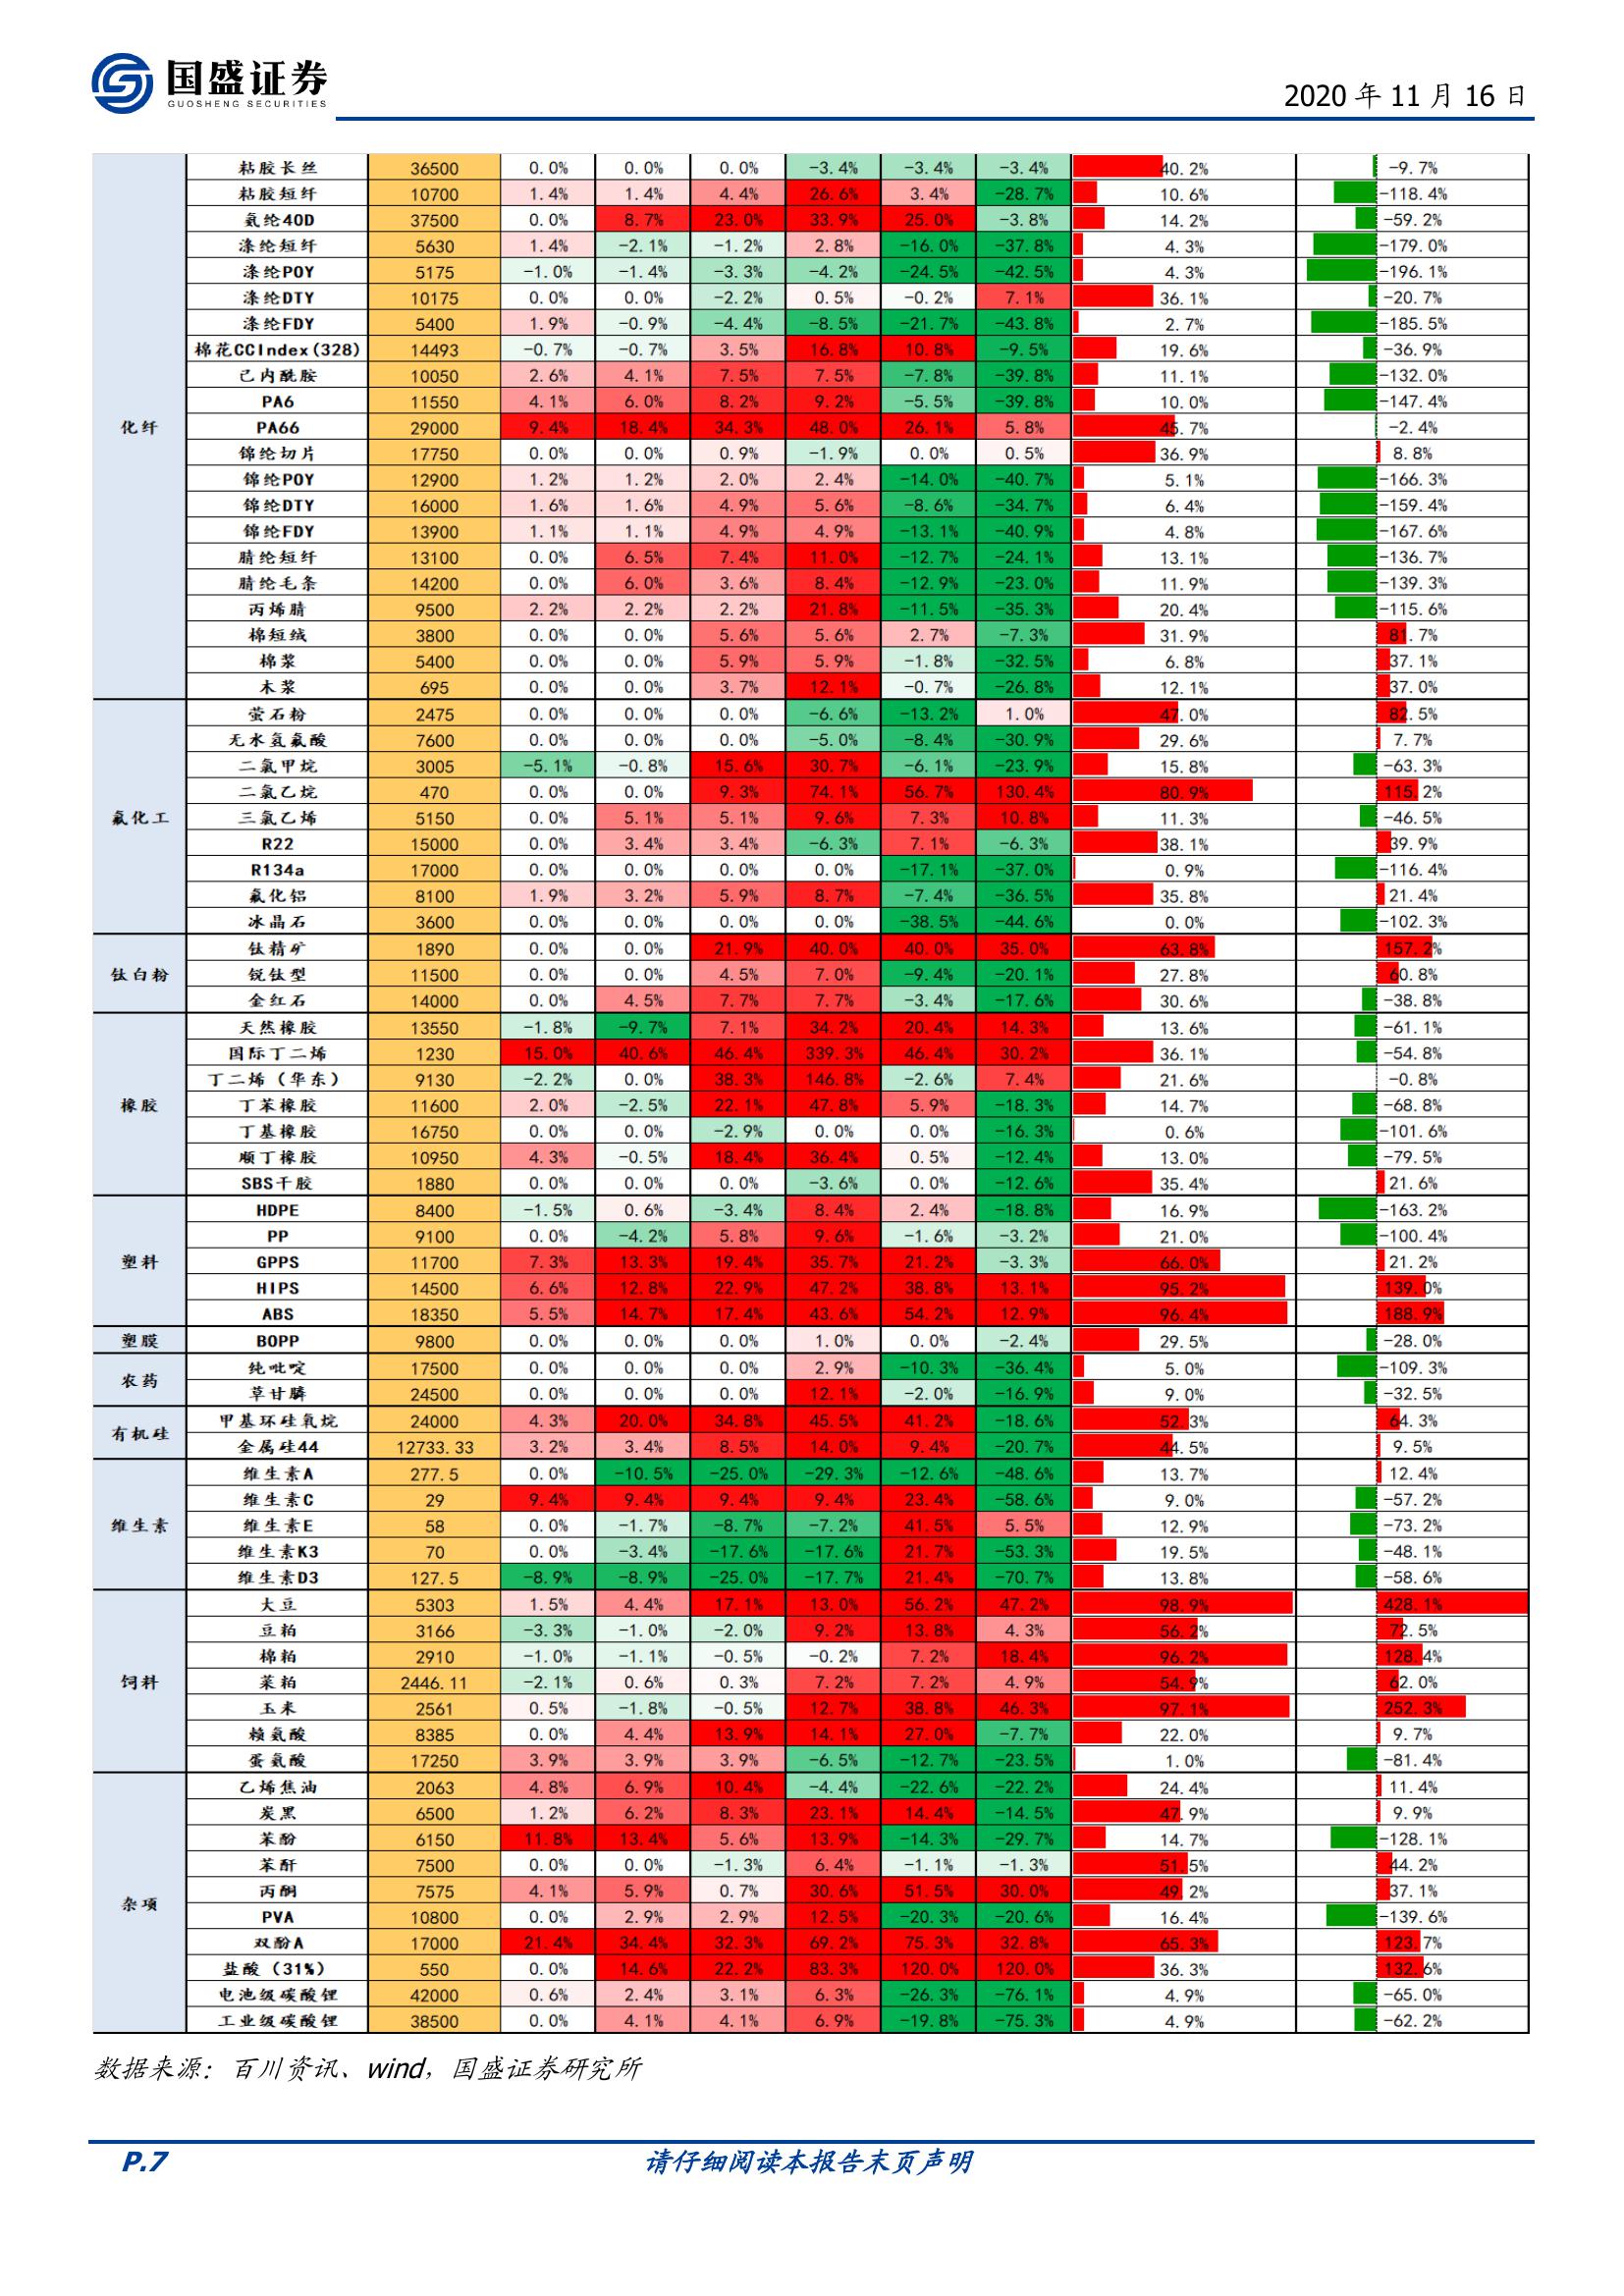 国盛证券
GUOSHENG SECURITIES
2020 年 11 月 16 日
化纤
粘胶长丝 36500 0.0% 0.0% 0.0% -3.4% -3.4% -3.4% 40.2% -9.7%
粘胶短纤 10700 1.4% 1.4% 4.4% 26.6% 3.4% -28.7% 10.6% -118.4%
氨纶40D 37500 0.0% 8.7% 23.0% 33.9% 25.0% -3.8% 14.2% -59.2%
涤纶短纤 5630 1.4% -2.1% -1.2% 2.8% -16.0% -37.8% 4.3% -179.0%
涤纶POY 5175 -1.0% -1.4% -3.3% -4.2% -24.5% -42.5% 4.3% -196.1%
涤纶DTY 10175 0.0% 0.0% -2.2% 0.5% -0.2% 7.1% 36.1% -20.7%
涤纶FDY 5400 1.9% -0.9% -4.4% -8.5% -21.7% -43.8% 2.7% -185.5%
棉花CCIndex(328) 14493 -0.7% -0.7% 3.5% 16.8% 10.8% -9.5% 19.6% -36.9%
己内酰胺 10050 2.6% 4.1% 7.5% 7.5% -7.8% -39.8% 11.1% -132.0%
PA6 11550 4.1% 6.0% 8.2% 9.2% -5.5% -39.8% 10.0% -147.4%
PA66 29000 9.4% 18.4% 34.3% 48.0% 26.1% 5.8% 45.7% -2.4%
锦纶切片 17750 0.0% 0.0% 0.9% -1.9% 0.0% 0.5% 36.9% 8.8%
锦纶POY 12900 1.2% 1.2% 2.0% 2.4% -14.0% -40.7% 5.1% -166.3%
锦纶DTY 16000 1.6% 1.6% 4.9% 5.6% -8.6% -34.7% 6.4% -159.4%
锦纶FDY 13900 1.1% 1.1% 4.9% 4.9% -13.1% -40.9% 4.8% -167.6%
腈纶短纤 13100 0.0% 6.5% 7.4% 11.0% -12.7% -24.1% 13.1% -136.7%
腈纶毛条 14200 0.0% 6.0% 3.6% 8.4% -12.9% -23.0% 11.9% -139.3%
丙烯腈 9500 2.2% 2.2% 2.2% 21.8% -11.5% -35.3% 20.4% -115.6%
棉短绒 3800 0.0% 0.0% 5.6% 5.6% 2.7% -7.3% 31.9% 81.7%
棉浆 5400 0.0% 0.0% 5.9% 5.9% -1.8% -32.5% 6.8% 37.1%
木浆 695 0.0% 0.0% 3.7% 12.1% -0.7% -26.8% 12.1% 37.0%
氟化工
萤石粉 2475 0.0% 0.0% 0.0% -6.6% -13.2% 1.0% 47.0% 82.5%
无水氢氟酸 7600 0.0% 0.0% 0.0% -5.0% -8.4% -30.9% 29.6% 7.7%
二氯甲烷 3005 -5.1% -0.8% 15.6% 30.7% -6.1% -23.9% 15.8% -63.3%
二氯乙烷 470 0.0% 0.0% 9.3% 74.1% 56.7% 130.4% 80.9% 115.2%
三氯乙烯 5150 0.0% 5.1% 5.1% 9.6% 7.3% 10.8% 11.3% -46.5%
R22 15000 0.0% 3.4% 3.4% -6.3% 7.1% -6.3% 38.1% 39.9%
R134a 17000 0.0% 0.0% 0.0% 0.0% -17.1% -37.0% 0.9% -116.4%
氟化铝 8100 1.9% 3.2% 5.9% 8.7% -7.4% -36.5% 35.8% 21.4%
冰晶石 3600 0.0% 0.0% 0.0% 0.0% -38.5% -44.6% 0.0% -102.3%
钛白粉
钛精矿 1890 0.0% 0.0% 21.9% 40.0% 40.0% 35.0% 63.8% 157.2%
锐钛型 11500 0.0% 0.0% 4.5% 7.0% -9.4% -20.1% 27.8% 60.8%
金红石 14000 0.0% 4.5% 7.7% 7.7% -3.4% -17.6% 30.6% -38.8%
橡胶
天然橡胶 13550 -1.8% -9.7% 7.1% 34.2% 20.4% 14.3% 13.6% -61.1%
国际丁二烯 1230 15.0% 40.6% 46.4% 339.3% 46.4% 30.2% 36.1% -54.8%
丁二烯（华东） 9130 -2.2% 0.0% 38.3% 146.8% -2.6% 7.4% 21.6% -0.8%
丁苯橡胶 11600 2.0% -2.5% 22.1% 47.8% 5.9% -18.3% 14.7% -68.8%
丁基橡胶 16750 0.0% 0.0% -2.9% 0.0% 0.0% -16.3% 0.6% -101.6%
顺丁橡胶 10950 4.3% -0.5% 18.4% 36.4% 0.5% -12.4% 13.0% -79.5%
SBS干胶 1880 0.0% 0.0% 0.0% -3.6% 0.0% -12.6% 35.4% 21.6%
塑料
HDPE 8400 -1.5% 0.6% -3.4% 8.4% 2.4% -18.8% 16.9% -163.2%
PP 9100 0.0% -4.2% 5.8% 9.6% -1.6% -3.2% 21.0% -100.4%
GPPS 11700 7.3% 13.3% 19.4% 35.7% 21.2% -3.3% 66.0% 21.2%
HIPS 14500 6.6% 12.8% 22.9% 47.2% 38.8% 13.1% 95.2% 139.0%
ABS 18350 5.5% 14.7% 17.4% 43.6% 54.2% 12.9% 96.4% 188.9%
塑膜 BOPP 9800 0.0% 0.0% 0.0% 1.0% 0.0% -2.4% 29.5% -28.0%
农药
纯吡啶 17500 0.0% 0.0% 0.0% 2.9% -10.3% -36.4% 5.0% -109.3%
草甘膦 24500 0.0% 0.0% 0.0% 12.1% -2.0% -16.9% 9.0% -32.5%
有机硅
甲基环硅氧烷 24000 4.3% 20.0% 34.8% 45.5% 41.2% -18.6% 52.3% 64.3%
金属硅44 12733.33 3.2% 3.4% 8.5% 14.0% 9.4% -20.7% 44.5% 9.5%
维生素
维生素A 277.5 0.0% -10.5% -25.0% -29.3% -12.6% -48.6% 13.7% 12.4%
维生素C 29 9.4% 9.4% 9.4% 9.4% 23.4% -58.6% 9.0% -57.2%
维生素E 58 0.0% -1.7% -8.7% -7.2% 41.5% 5.5% 12.9% -73.2%
维生素K3 70 0.0% -3.4% -17.6% -17.6% 21.7% -53.3% 19.5% -48.1%
维生素D3 127.5 -8.9% -8.9% -25.0% -17.7% 21.4% -70.7% 13.8% -58.6%
饲料
大豆 5303 1.5% 4.4% 17.1% 13.0% 56.2% 47.2% 98.9% 428.1%
豆粕 3166 -3.3% -1.0% -2.0% 9.2% 13.8% 4.3% 56.2% 72.5%
棉粕 2910 -1.0% -1.1% -0.5% -0.2% 7.2% 18.4% 96.2% 128.4%
菜粕 2446.11 -2.1% 0.6% 0.3% 7.2% 7.2% 4.9% 54.9% 62.0%
玉米 2561 0.5% -1.8% -0.5% 12.7% 38.8% 46.3% 97.1% 252.3%
赖氨酸 8385 0.0% 4.4% 13.9% 14.1% 27.0% -7.7% 22.0% 9.7%
蛋氨酸 17250 3.9% 3.9% 3.9% -6.5% -12.7% -23.5% 1.0% -81.4%
杂项
乙烯焦油 2063 4.8% 6.9% 10.4% -4.4% -22.6% -22.2% 24.4% 11.4%
炭黑 6500 1.2% 6.2% 8.3% 23.1% 14.4% -14.5% 47.9% 9.9%
苯酚 6150 11.8% 13.4% 5.6% 13.9% -14.3% -29.7% 14.7% -128.1%
苯酐 7500 0.0% 0.0% -1.3% 6.4% -1.1% -1.3% 51.5% 44.2%
丙酮 7575 4.1% 5.9% 0.7% 30.6% 51.5% 30.0% 49.2% 37.1%
PVA 10800 0.0% 2.9% 2.9% 12.5% -20.3% -20.6% 16.4% -139.6%
双酚A 17000 21.4% 34.4% 32.3% 69.2% 75.3% 32.8% 65.3% 123.7%
盐酸（31%） 550 0.0% 14.6% 22.2% 83.3% 120.0% 120.0% 36.3% 132.6%
电池级碳酸锂 42000 0.6% 2.4% 3.1% 6.3% -26.3% -76.1% 4.9% -65.0%
工业级碳酸锂 38500 0.0% 4.1% 4.1% 6.9% -19.8% -75.3% 4.9% -62.2%
数据来源：百川资讯、wind，国盛证券研究所
P.7
请仔细阅读本报告末页声明